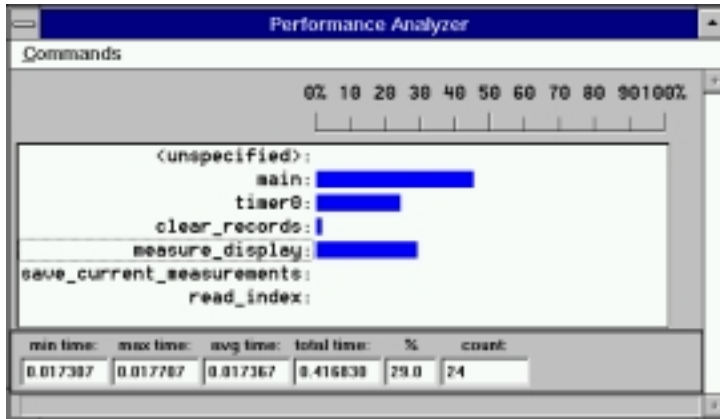 Performance Analyzer
Commands
0% 10 20 30 40 50 60 70 80 90100%
<unspecified>:
main:
timer0:
clear_records:
measure_display:
save_current_measurements:
read_index:
min time: max time: avg time: total time: % count:
0.017307 0.017707 0.017367 0.416830 29.0 24